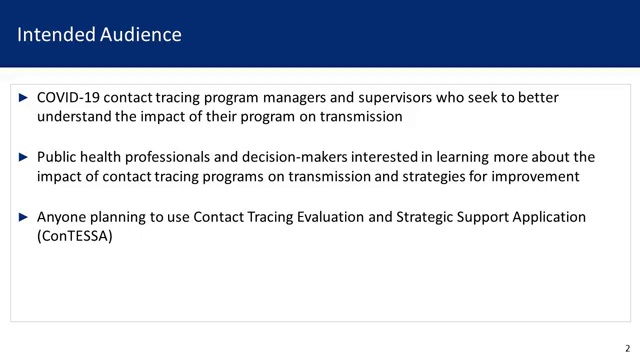 Intended Audience
► COVID-19 contact tracing program managers and supervisors who seek to better
understand the impact of their program on transmission
► Public health professionals and decision-makers interested in learning more about the
impact of contact tracing programs on transmission and strategies for improvement
► Anyone planning to use Contact Tracing Evaluation and Strategic Support Application
(ConTESSA)
2